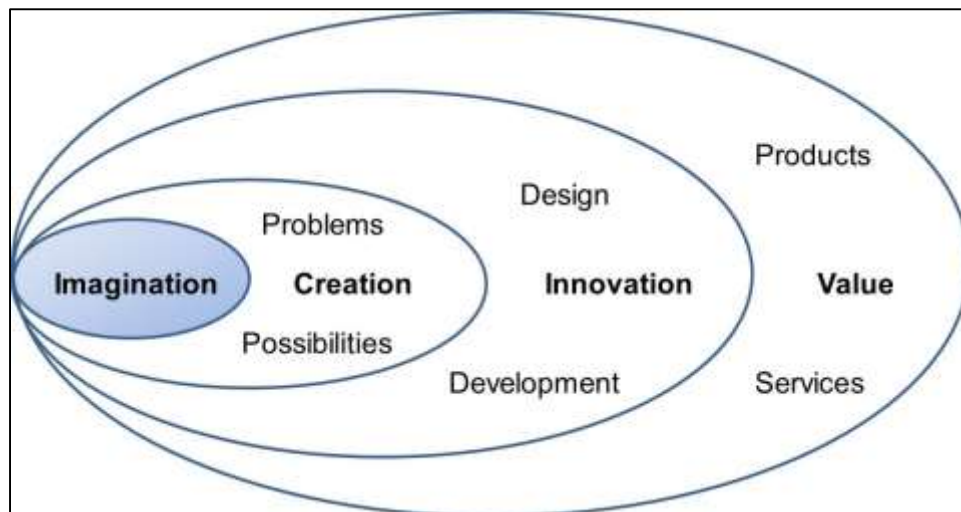 Products
Design
Problems
Imagination Creation Innovation Value
Possibilities
Development Services